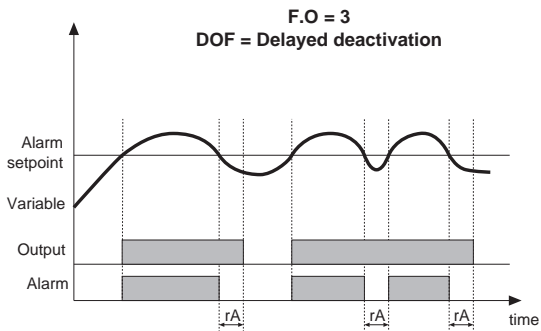 F.O = 3
DOF = Delayed deactivation
Alarm
setpoint
Variable
Output
Alarm
rA
rA
rA
time